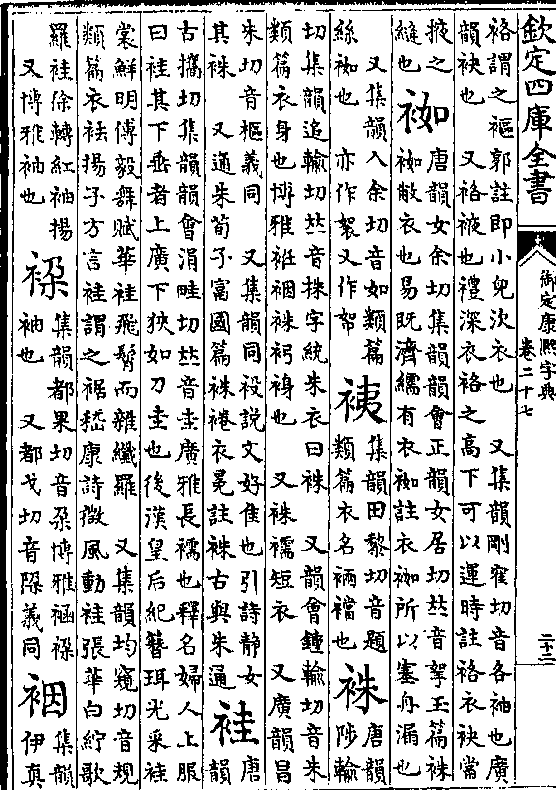 欽定四庫全書
御定康熙字典
卷二十七
二十二
袼謂之裾郭註即小兒次衣也 又集韻剛窄切音各袖也廣
韻袂也 又袼被也禮深衣袼之高下可以運時註袼衣袂當
掖之
縫也
袽
唐韻女余切集韻韻會正韻女居切𠀤音挐玉篇袾
袽敝衣也易既濟繻有衣袽註衣袽所以塞舟漏也
又集韻人余切音如類篇
絲袽也 亦作袈又作帤
集韻田黎切音題
類篇衣名裲襠也
袾
唐韻
陟輸
切集韻追輸切𠀤音株字統朱衣曰袾 又韻會鐘輸切音朱
類篇衣身也博雅裍袾裑也 又袾襦短衣 又廣韻昌
朱切音樞義同 又集韻同祋說文好佳也引詩靜女
其袾 又通朱荀子富國篇袾裷衣冕註袾古與朱通
袿
唐
韻
古攜切集韻韻會涓畦切𠀤音圭廣雅長襦也釋名婦人上服
曰袿其下垂者上廣下狹如刀圭也後漢皇后紀簪珥光采袿
裳鮮明傅毅舞賦華袿飛髾而雜纖羅 又集韻均窺切音規
類篇衣袪揚子方言袿謂之裾嵇康詩微風動袿張華白紵歌
羅袿徐轉紅袖揚
又博雅袖也
集韻都果切音朶博雅
袖也 又都戈切音義同
裀
集韻
伊真